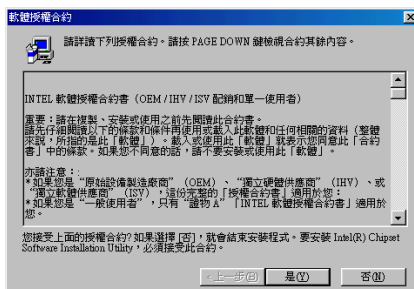 軟體授權合約
請詳讀下列授權合約。請按 PAGE DOWN 鍵檢視合約其餘內容。
INTEL 軟體授權合約書 (OEM / IHV / ISV 配銷和單一使用者)
重要：請在複製、安裝或使用之前先閱讀此合約書。
請先仔細閱讀以下的條款和條件再使用或載入此軟體和任何相關的資料 (整體
來說，所指的是此「軟體」)。載入或使用此「軟體」就表示您同意此「合約
書」中的條款。如果您不同意的話，請不要安裝或使用此「軟體」。
亦請注意：
*如果您是 “原始設備製造廠商” (OEM)、“獨立硬體供應商” (IHV)、或
“獨立軟體供應商” (ISV)，這份完整的「授權合約書」適用於您：
*如果您是 “一般使用者”，只有 “證物 A” 「INTEL 軟體授權合約書」適用於
您。
您接受上面的授權合約? 如果選擇 [否]，就會結束安裝程式。要安裝 Intel(R) Chipset
Software Installation Utility，必須接受此合約。
<上一步(B) 是(Y) 否(N)